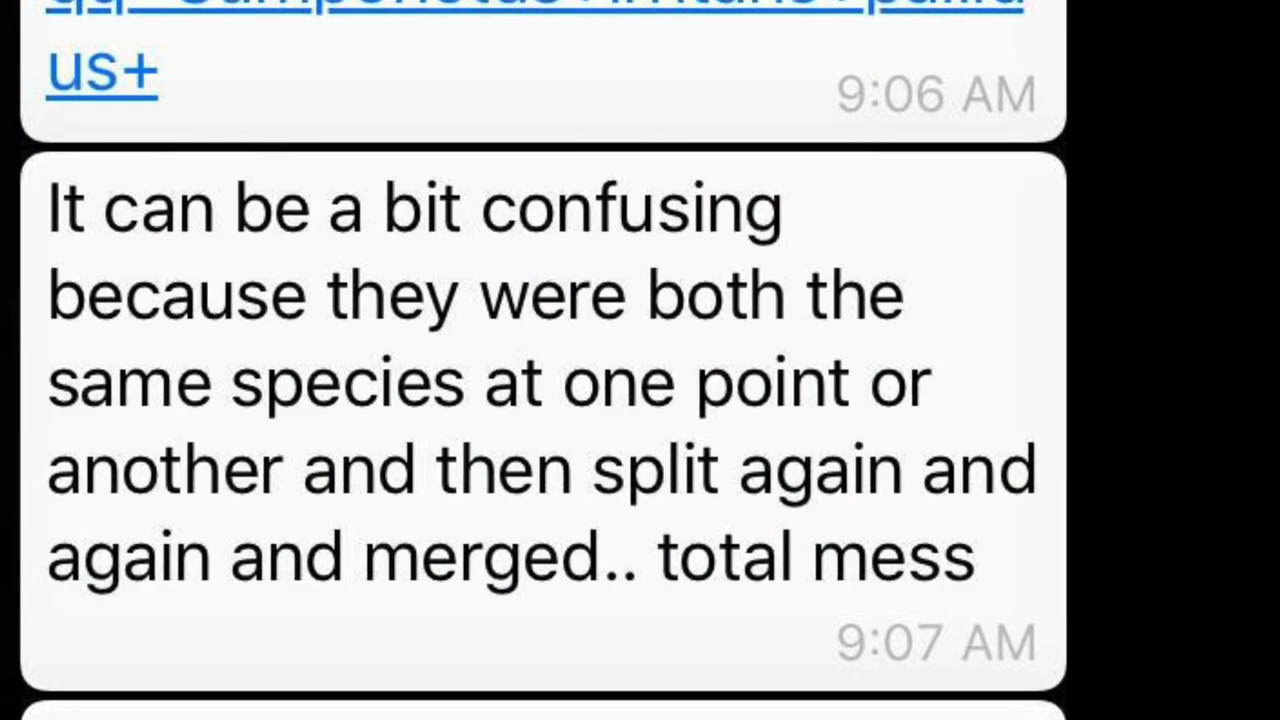 us+
9:06 AM
It can be a bit confusing
because they were both the
same species at one point or
another and then split again and
again and merged.. total mess
9:07 AM